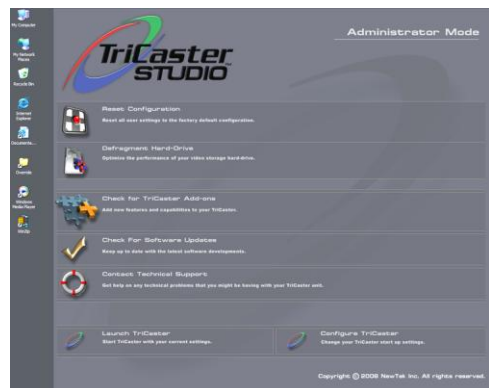 My Computer
My Network
Places
Recycle Bin
Internet
Explorer
Documents...
Override
Windows
Media Player
WinZip
Administrator Mode
TriCaster
STUDIO
Reset Configuration
Reset all user settings to the factory default configuration.
Defragment Hard-Drive
Optimize the performance of your video storage hard-drive.
Check for TriCaster Add-ons
Add new features and capabilities to your TriCaster.
Check For Software Updates
Keep up to date with the latest software developments.
Contact Technical Support
Get help on any technical problems that you might be having with your TriCaster unit.
Launch TriCaster
Start TriCaster with your current settings.
Configure TriCaster
Change your TriCaster start up settings.
Copyright © 2006 NewTek Inc. All rights reserved.